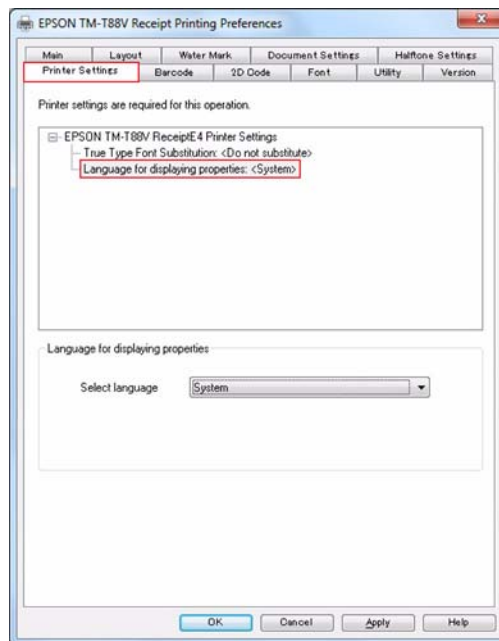 EPSON TM-T88V Receipt Printing Preferences
Main Layout Water Mark Document Settings Halftone Settings
Printer Settings Barcode 2D Code Font Utility Version
Printer settings are required for this operation.
EPSON TM-T88V ReceiptE4 Printer Settings
True Type Font Substitution: <Do not substitute>
Language for displaying properties: <System>
Language for displaying properties
Select language System
OK Cancel Apply Help